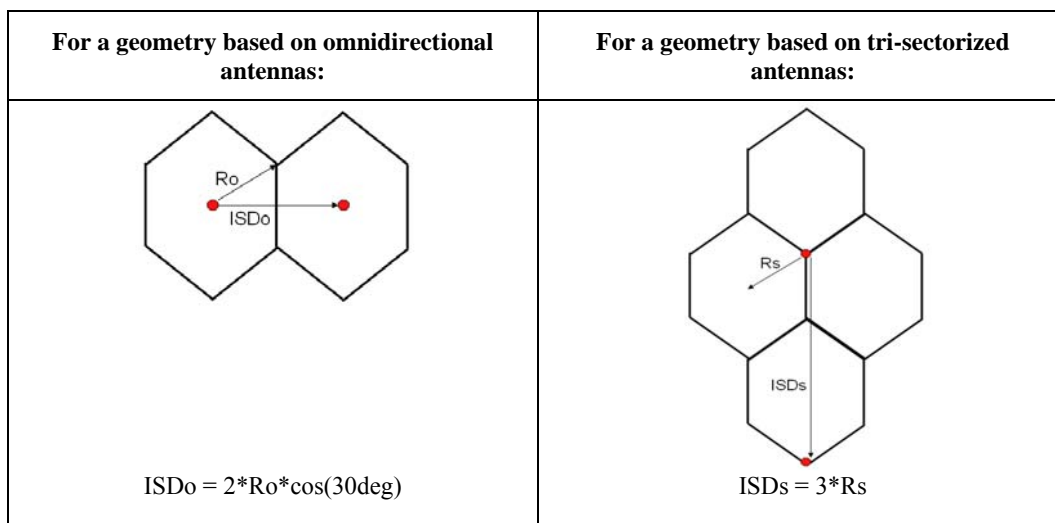 For a geometry based on omnidirectional
antennas:
For a geometry based on tri-sectorized
antennas:
Ro
ISDo
ISDo = 2*Ro*cos(30deg)
Rs
ISDs
ISDs = 3*Rs